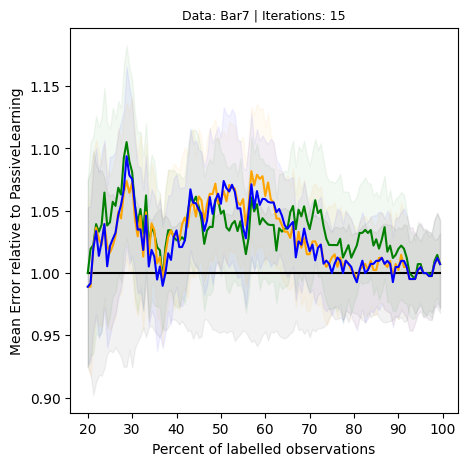 Data: Bar7 | Iterations: 15
Mean Error relative to PassiveLearning
1.15
1.10
1.05
1.00
0.95
0.90
20 30 40 50 60 70 80 90 100
Percent of labelled observations